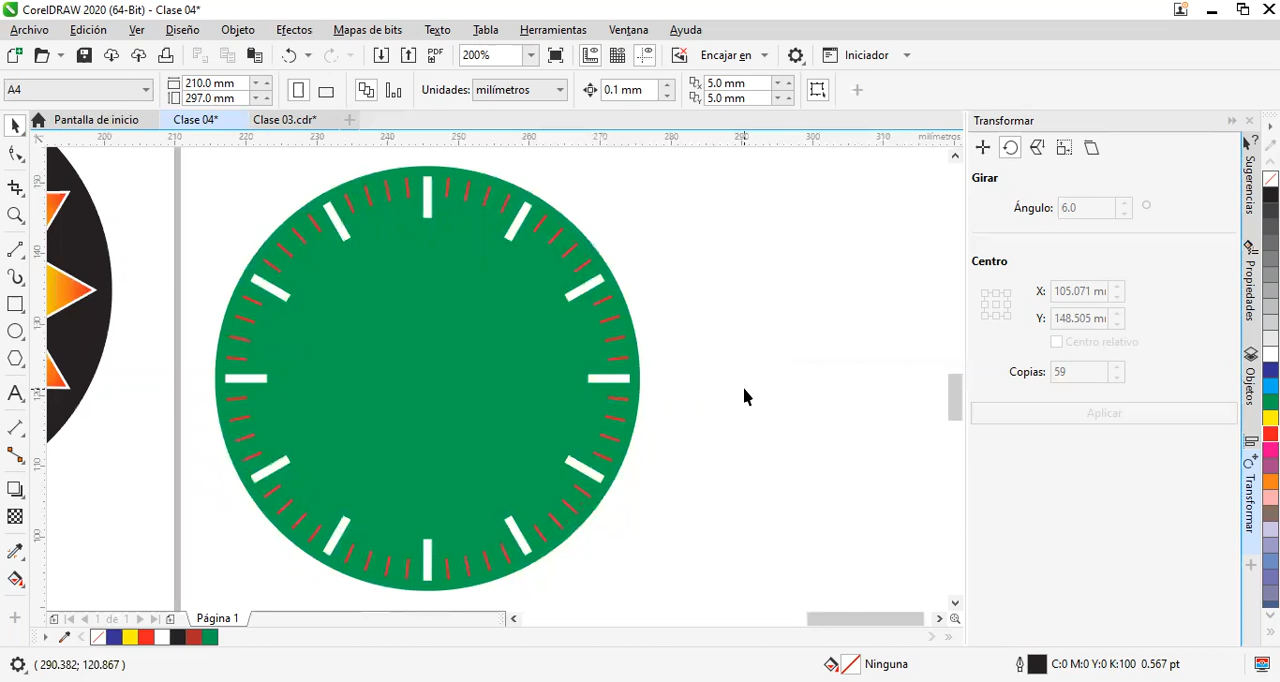 CorelDRAW 2020 (64-Bit) - Clase 04*
Archivo Edición Ver Diseño Objeto Efectos Mapas de bits Texto Tabla Herramientas Ventana Ayuda
PDF 200% Encajar en Iniciador
A4 210.0 mm 297.0 mm Unidades: milímetros 0.1 mm 5.0 mm 5.0 mm
Pantalla de inicio Clase 04* Clase 03.cdr*
200 210 220 230 240 250 260 270 280 290 300 310 milímetros
Transformar
Girar
Ángulo: 6.0
Centro
X: 105.071 mi
Y: 148.505 mi
Centro relativo
Copias: 59
Aplicar
Sugerencias
Propiedades
Objetos
Transformar
1 de 1 Página 1
( 290.382; 120.867 ) Ninguna C:0 M:0 Y:0 K:100 0.567 pt